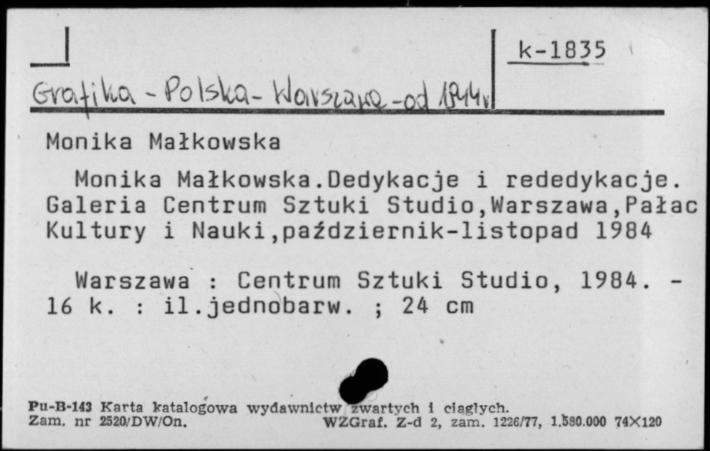 k-1835
Grafika - Polska - Warszawa - od 1944 r
Monika Małkowska
Monika Małkowska.Dedykacje i rededykacje.
Galeria Centrum Sztuki Studio,Warszawa,Pałac
Kultury i Nauki,październik-listopad 1984
Warszawa : Centrum Sztuki Studio, 1984. -
16 k. : il.jednobarw. ; 24 cm
Pu-B-143 Karta katalogowa wydawnictw zwartych i ciągłych.
Zam. nr 2520/DW/On. WZGraf. Z-d 2, zam. 1226/77, 1.580.000 74×120